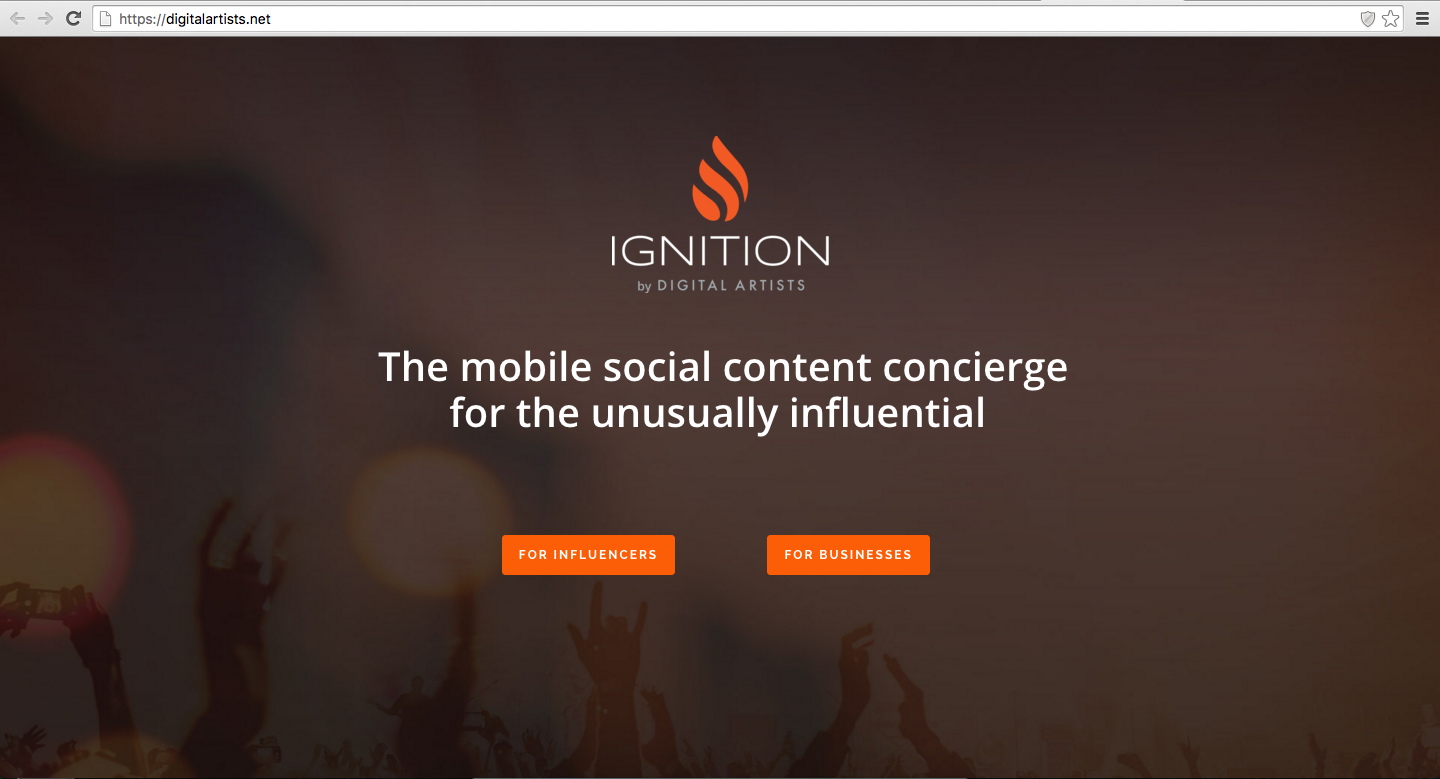 https://digitalartists.net
IGNITION
by DIGITAL ARTISTS
The mobile social content concierge
for the unusually influential
FOR INFLUENCERS
FOR BUSINESSES